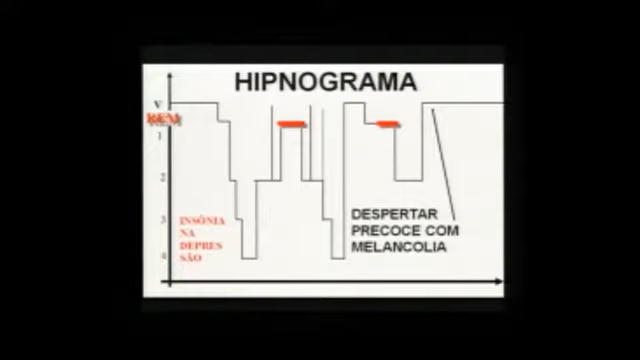 HIPNOGRAMA
V
REM
1
2
3
4
INSÔNIA
NA
DEPRES
SÃO
DESPERTAR
PRECOCE COM
MELANCOLIA